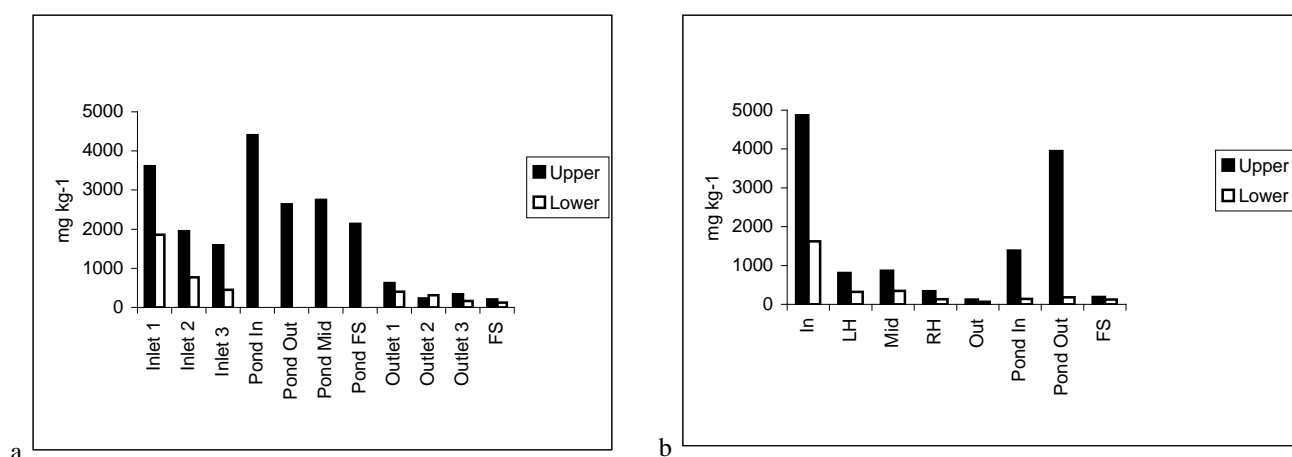 5000
4000
3000
2000
1000
0
mg kg-1
Inlet 1
Inlet 2
Inlet 3
Pond In
Pond Out
Pond Mid
Pond FS
Outlet 1
Outlet 2
Outlet 3
FS
Upper
Lower
a
5000
4000
3000
2000
1000
0
mg kg-1
In
LH
Mid
RH
Out
Pond In
Pond Out
FS
Upper
Lower
b